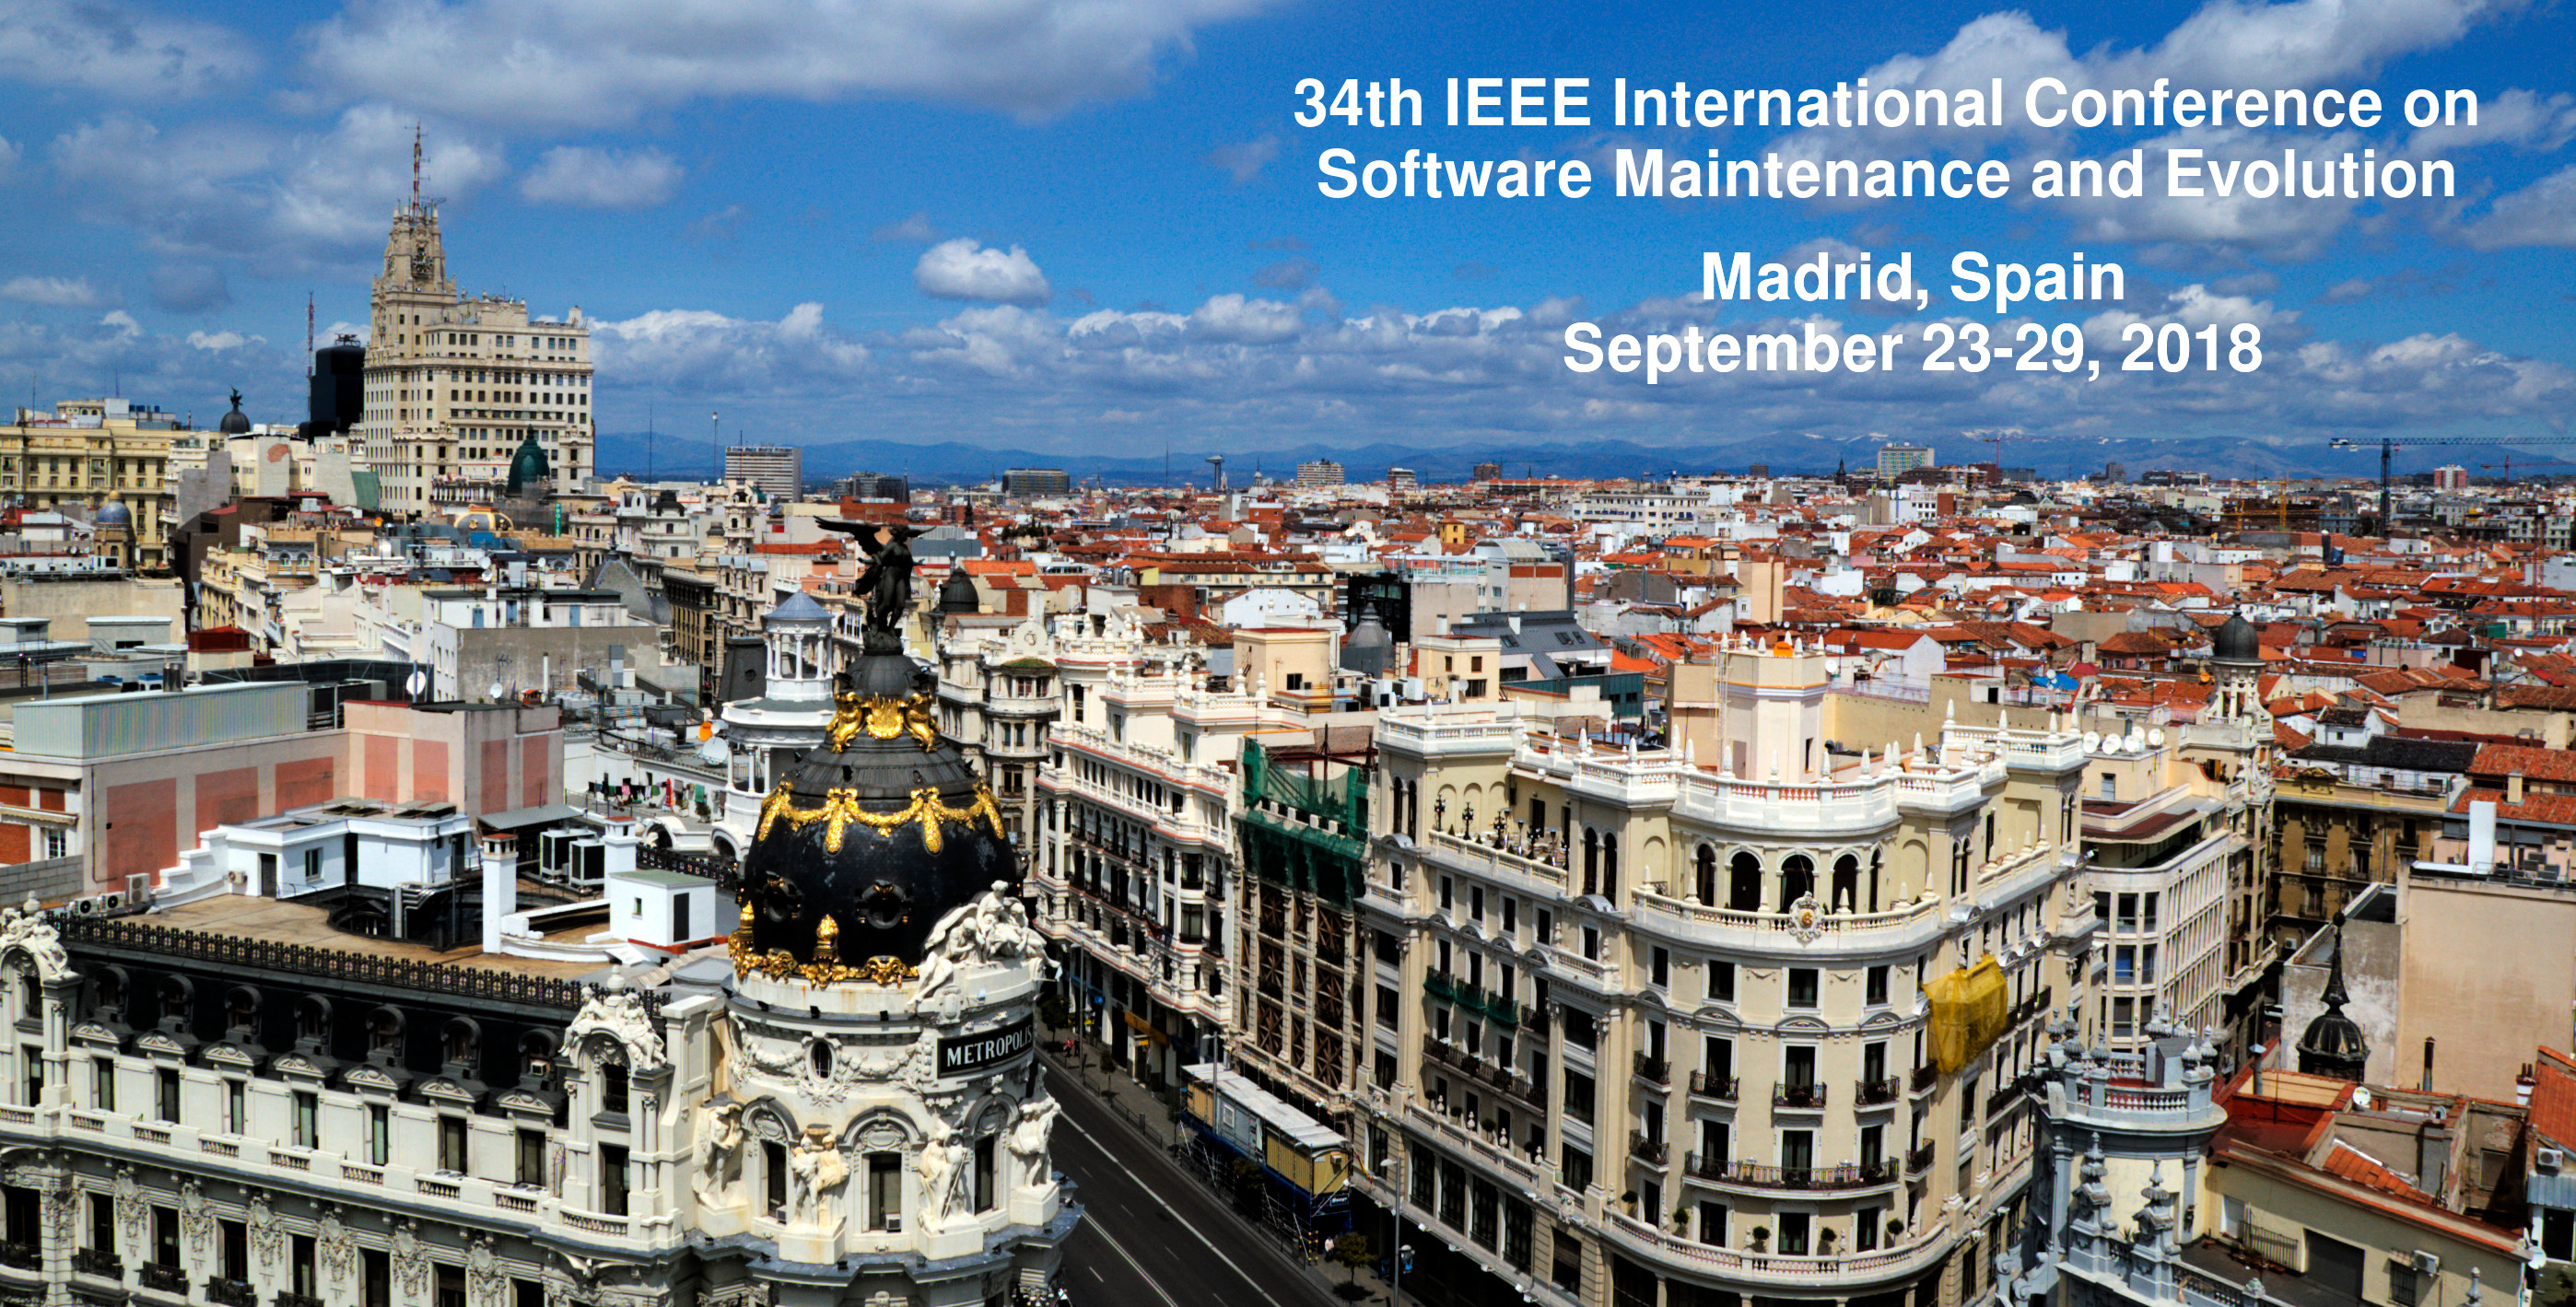 34th IEEE International Conference on
Software Maintenance and Evolution
Madrid, Spain
September 23-29, 2018
METROPOLIS